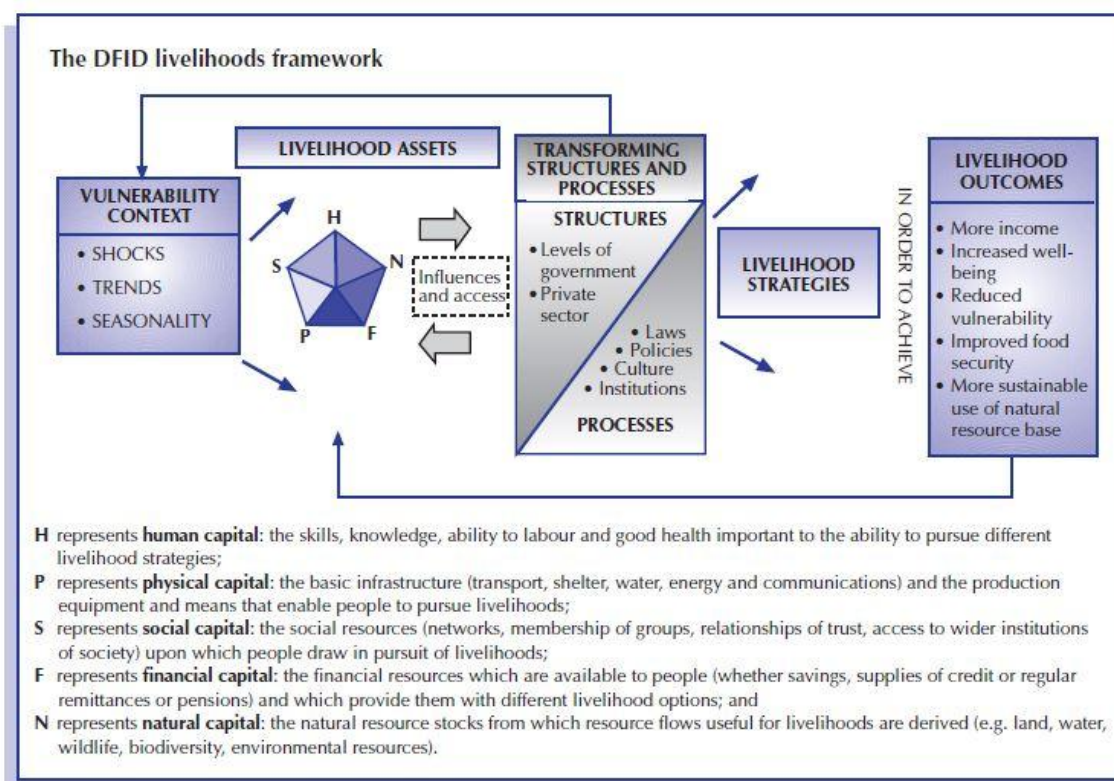 The DFID livelihoods framework
LIVELIHOOD ASSETS
VULNERABILITY
CONTEXT
• SHOCKS
• TRENDS
• SEASONALITY
H
S
N
P
F
Influences
and access
TRANSFORMING
STRUCTURES AND
PROCESSES
STRUCTURES
• Levels of
government
• Private
sector
• Laws
• Policies
• Culture
• Institutions
PROCESSES
LIVELIHOOD
STRATEGIES
IN ORDER TO ACHIEVE
LIVELIHOOD
OUTCOMES
• More income
• Increased well-
being
• Reduced
vulnerability
• Improved food
security
• More sustainable
use of natural
resource base
H represents human capital: the skills, knowledge, ability to labour and good health important to the ability to pursue different
livelihood strategies;
P represents physical capital: the basic infrastructure (transport, shelter, water, energy and communications) and the production
equipment and means that enable people to pursue livelihoods;
S represents social capital: the social resources (networks, membership of groups, relationships of trust, access to wider institutions
of society) upon which people draw in pursuit of livelihoods;
F represents financial capital: the financial resources which are available to people (whether savings, supplies of credit or regular
remittances or pensions) and which provide them with different livelihood options; and
N represents natural capital: the natural resource stocks from which resource flows useful for livelihoods are derived (e.g. land, water,
wildlife, biodiversity, environmental resources).